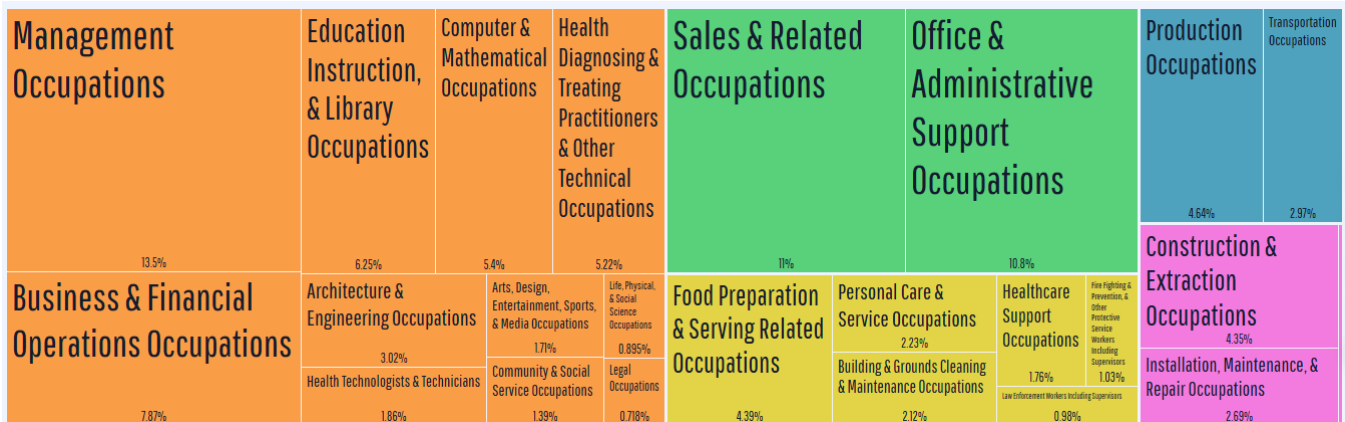 Management
Occupations
13.5%
Business & Financial
Operations Occupations
7.87%
Education
Instruction,
& Library
Occupations
6.25%
Computer &
Mathematical
Occupations
5.4%
Health
Diagnosing &
Treating
Practitioners
& Other
Technical
Occupations
5.22%
Architecture &
Engineering Occupations
3.02%
Health Technologists & Technicians
1.86%
Arts, Design,
Entertainment, Sports,
& Media Occupations
1.71%
Community & Social
Service Occupations
1.39%
Life, Physical,
& Social
Science
Occupations
0.895%
Legal
Occupations
0.718%
Sales & Related
Occupations
11%
Office &
Administrative
Support
Occupations
10.8%
Food Preparation
& Serving Related
Occupations
4.39%
Personal Care &
Service Occupations
2.23%
Building & Grounds Cleaning
& Maintenance Occupations
2.12%
Healthcare
Support
Occupations
1.76%
Fire Fighting &
Prevention, &
Other
Protective
Service
Workers
Including
Supervisors
1.03%
Law Enforcement Workers Including Supervisors
0.98%
Production
Occupations
4.64%
Transportation
Occupations
2.97%
Construction &
Extraction
Occupations
4.35%
Installation, Maintenance, &
Repair Occupations
2.69%